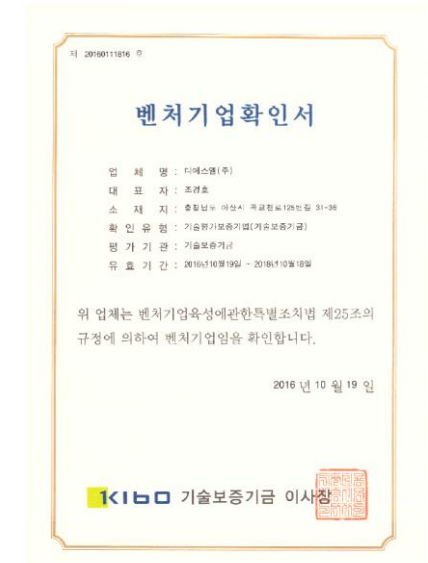 제 20160111816 호
벤처기업확인서
업 체 명 : 디에스엠(주)
대 표 자 : 조경호
소 재 지 : 충청남도 아산시 곡교천로125번길 31-36
확 인 유 형 : 기술평가보증기업(기술보증기금)
평 가 기 관 : 기술보증기금
유 효 기 간 : 2016년10월19일 ~ 2018년10월18일
위 업체는 벤처기업육성에관한특별조치법 제25조의
규정에 의하여 벤처기업임을 확인합니다.
2016 년 10 월 19 일
KIBO 기술보증기금 이사장